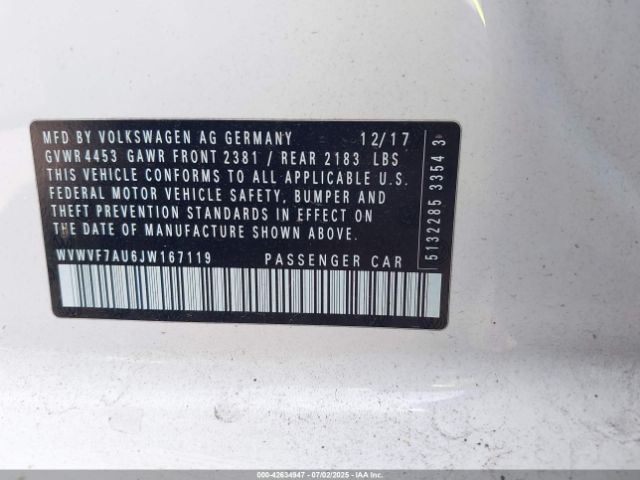 MFD BY VOLKSWAGEN AG GERMANY 12/17
GVWR 4453 GAWR FRONT 2381 / REAR 2183 LBS
THIS VEHICLE CONFORMS TO ALL APPLICABLE U.S.
FEDERAL MOTOR VEHICLE SAFETY, BUMPER AND
THEFT PREVENTION STANDARDS IN EFFECT ON
THE DATE OF MANUFACTURE SHOWN ABOVE.
WVWVF7AU6JW167119 PASSENGER CAR
5132285 3354 3
000-42634947 - 07/02/2025 - IAAI.COM